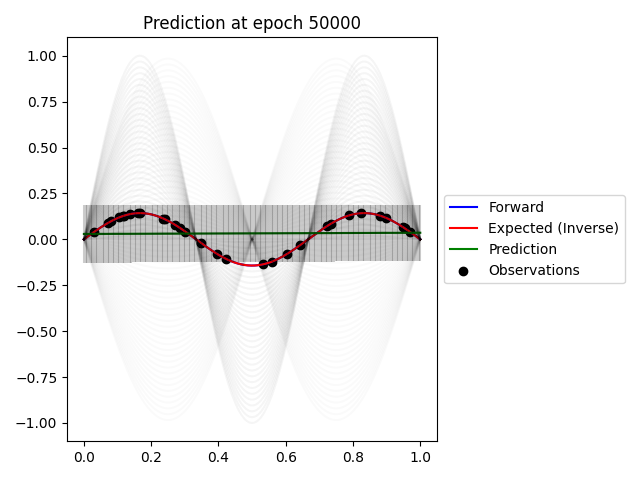 Prediction at epoch 50000
1.00
0.75
0.50
0.25
0.00
-0.25
-0.50
-0.75
-1.00
0.0 0.2 0.4 0.6 0.8 1.0
Forward
Expected (Inverse)
Prediction
Observations